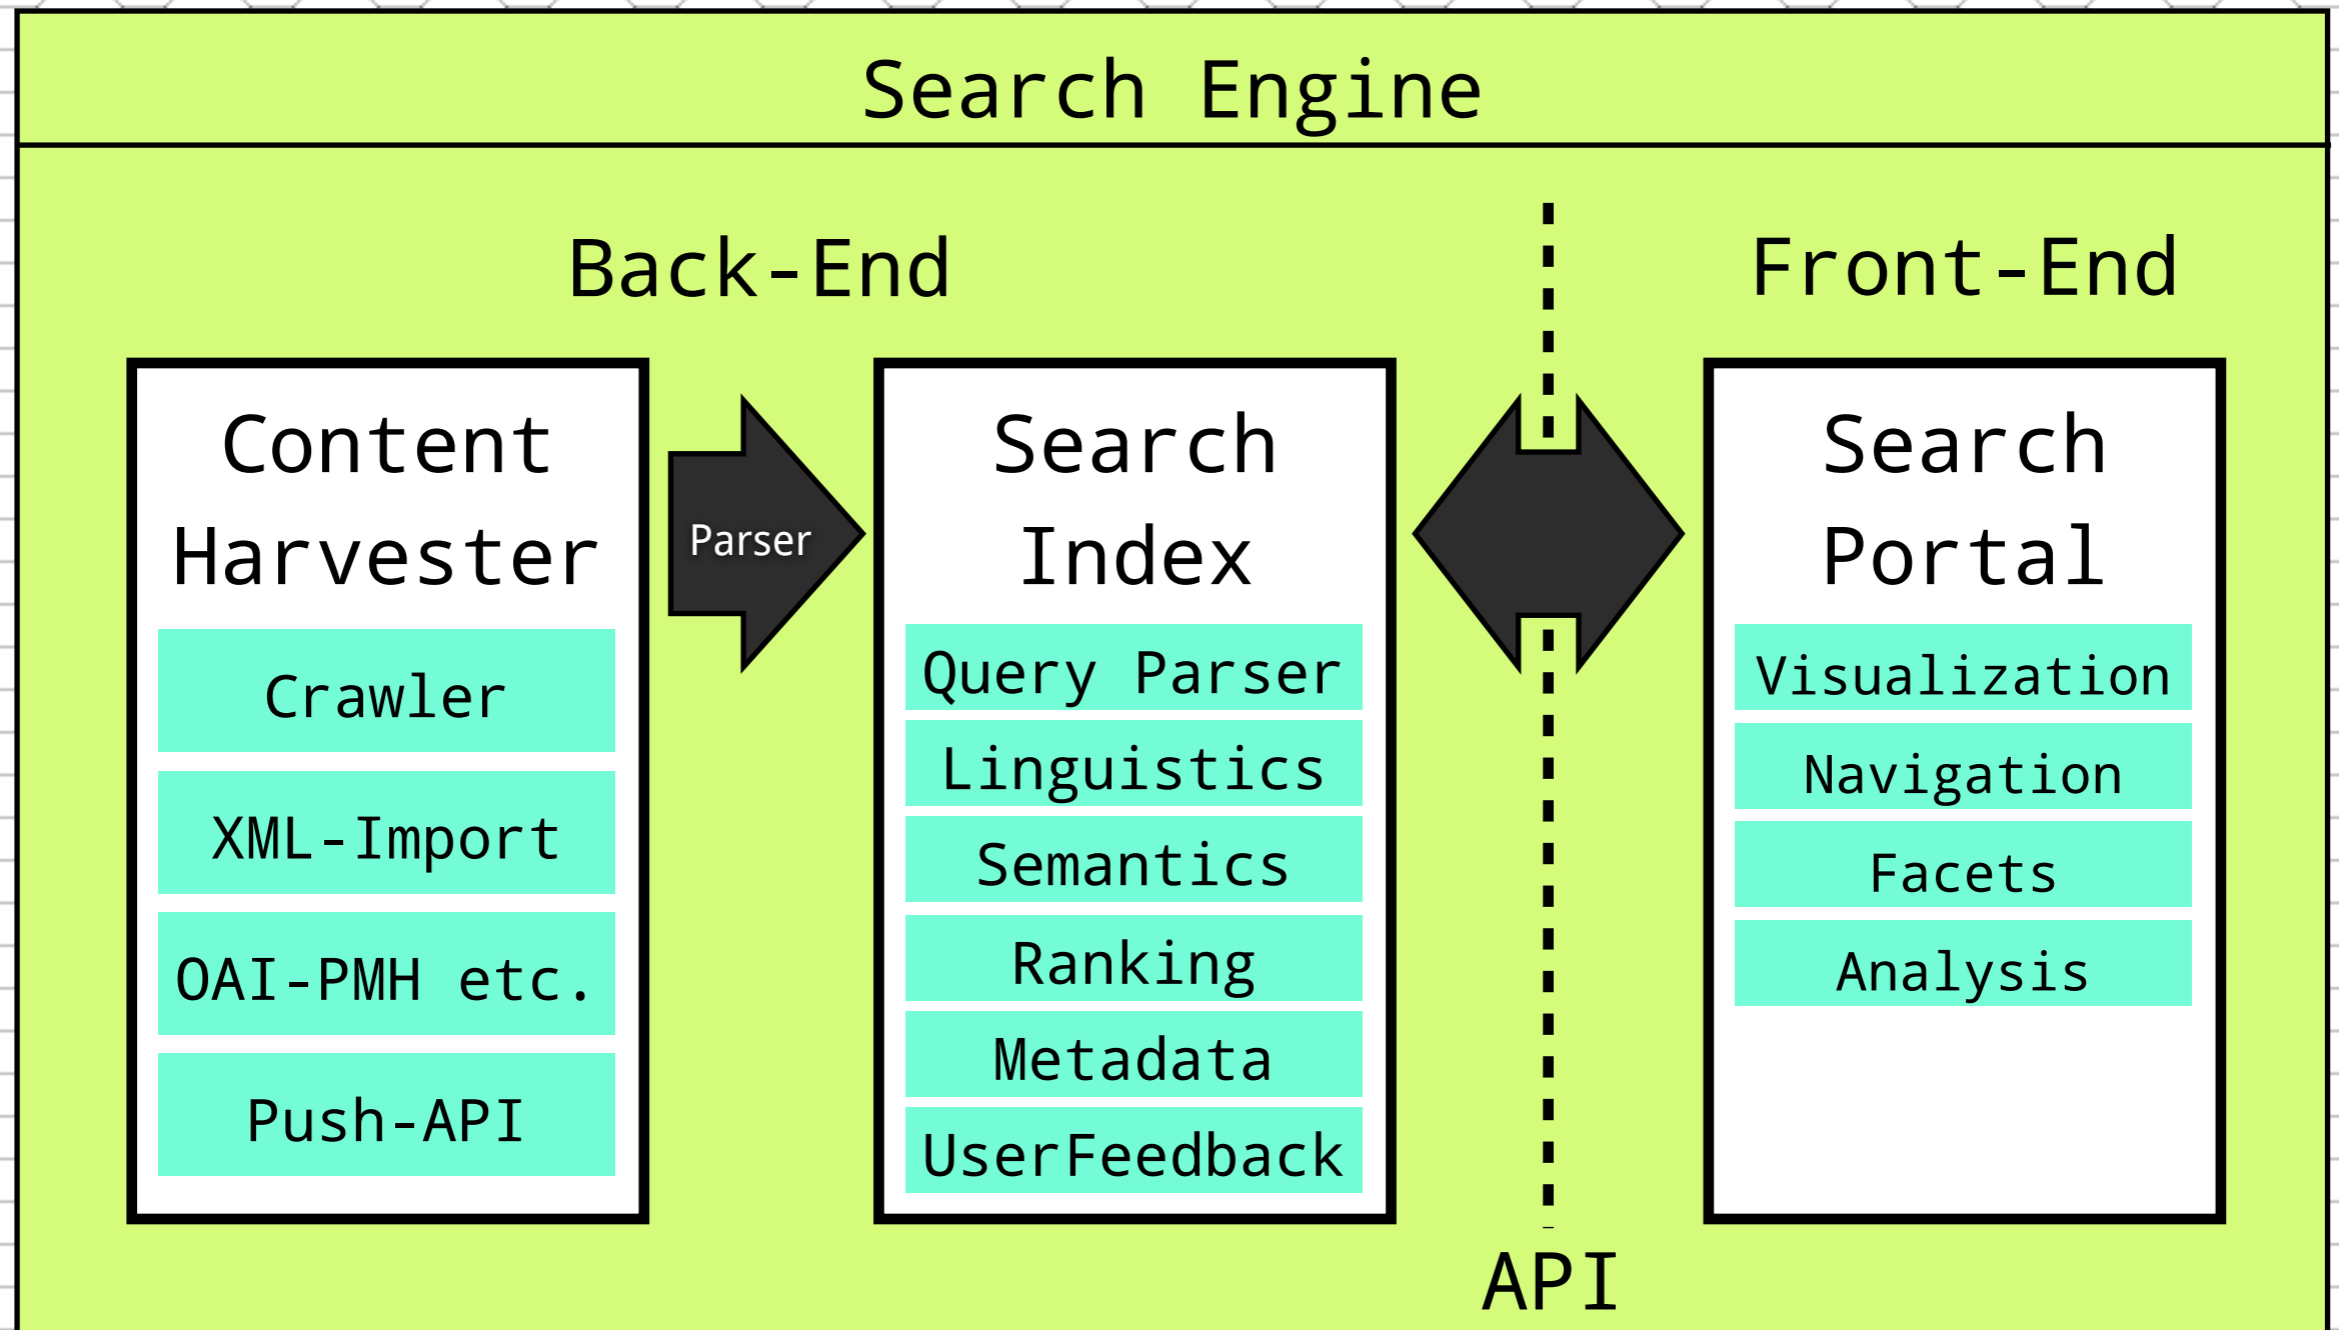 Search Engine
Back-End
Front-End
Content
Harvester
Crawler
XML-Import
OAI-PMH etc.
Push-API
Parser
Search
Index
Query Parser
Linguistics
Semantics
Ranking
Metadata
UserFeedback
Search
Portal
Visualization
Navigation
Facets
Analysis
API